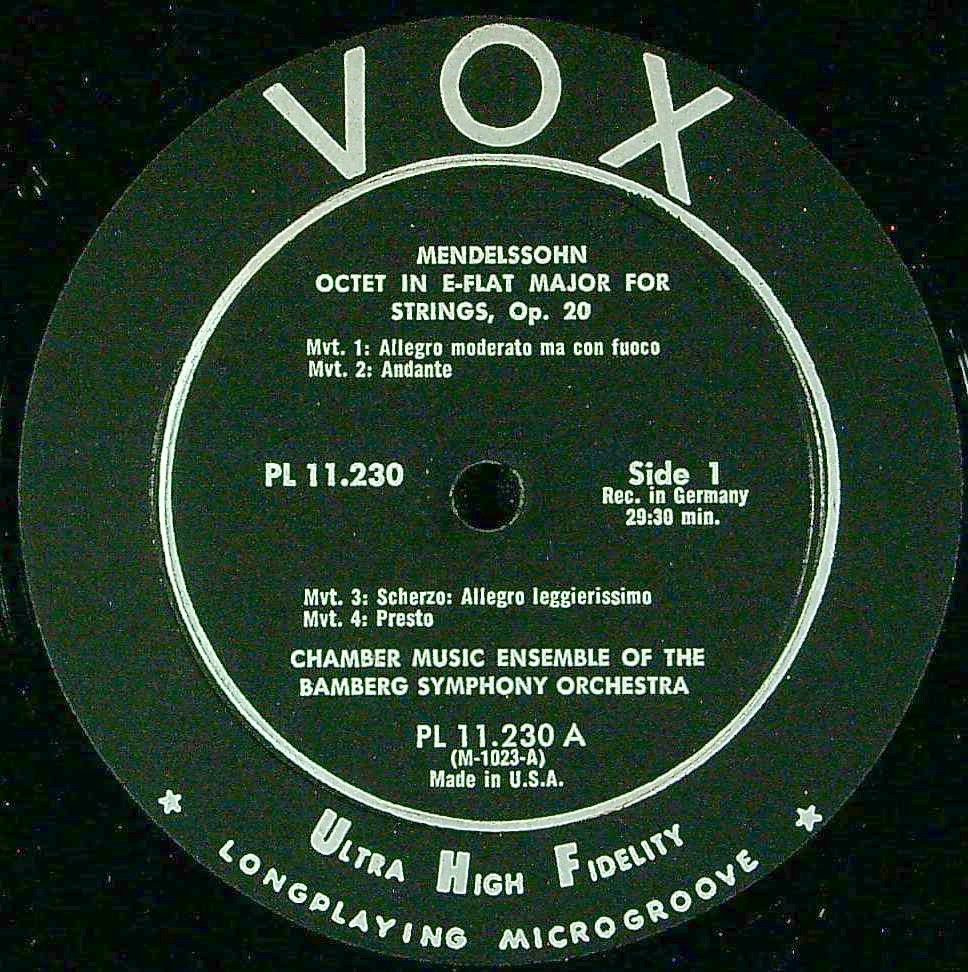 VOX
MENDELSSOHN
OCTET IN E-FLAT MAJOR FOR
STRINGS, Op. 20
Mvt. 1: Allegro moderato ma con fuoco
Mvt. 2: Andante
PL 11.230
Side 1
Rec. in Germany
29:30 min.
Mvt. 3: Scherzo: Allegro leggierissimo
Mvt. 4: Presto
CHAMBER MUSIC ENSEMBLE OF THE
BAMBERG SYMPHONY ORCHESTRA
PL 11.230 A
(M-1023-A)
Made in U.S.A.
ULTRA HIGH FIDELITY
LONGPLAYING MICROGROOVE